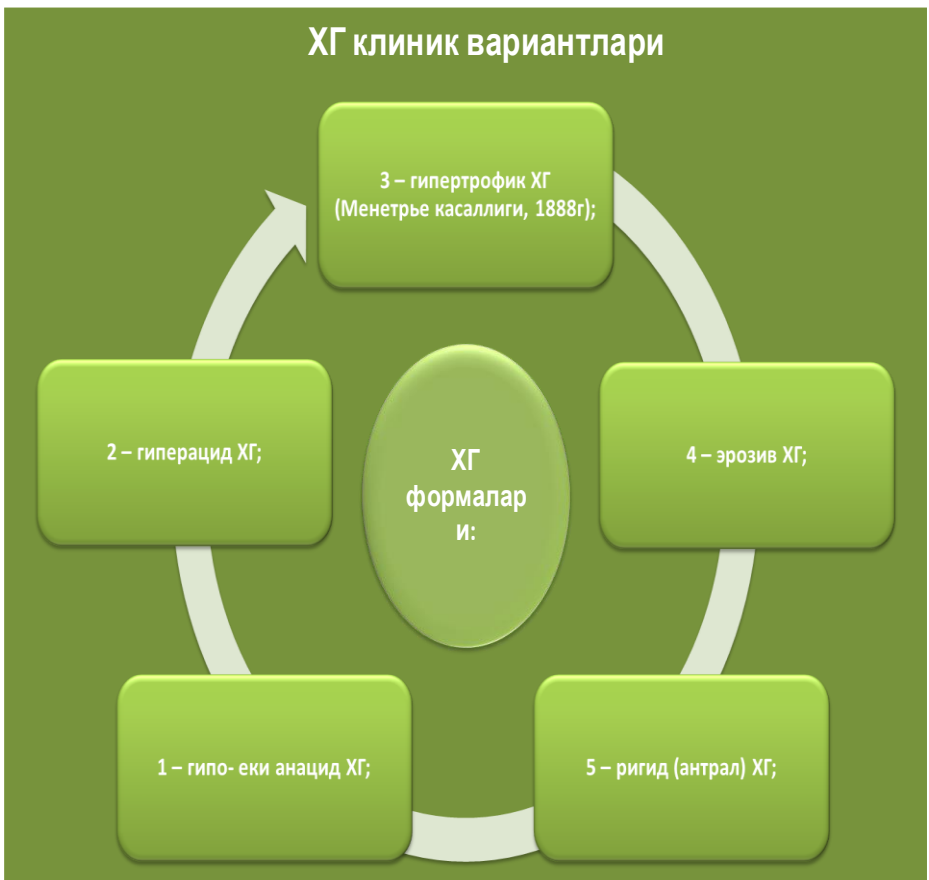 ХГ клиник вариантлари
3 – гипертрофик ХГ
(Менетрье касаллиги, 1888г);
2 – гиперацид ХГ;
4 – эрозив ХГ;
ХГ
формалар
и:
1 – гипо- еки анацид ХГ;
5 – ригид (антрал) ХГ;